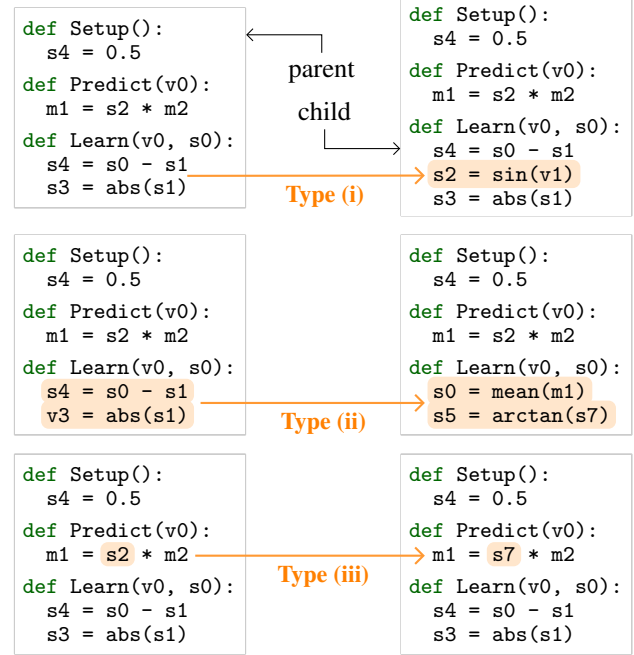 def Setup():
  s4 = 0.5
def Predict(v0):
  m1 = s2 * m2
def Learn(v0, s0):
  s4 = s0 - s1
  s3 = abs(s1)
parent
child
Type (i)
def Setup():
  s4 = 0.5
def Predict(v0):
  m1 = s2 * m2
def Learn(v0, s0):
  s4 = s0 - s1
  s2 = sin(v1)
  s3 = abs(s1)
def Setup():
  s4 = 0.5
def Predict(v0):
  m1 = s2 * m2
def Learn(v0, s0):
  s4 = s0 - s1
  v3 = abs(s1)
Type (ii)
def Setup():
  s4 = 0.5
def Predict(v0):
  m1 = s2 * m2
def Learn(v0, s0):
  s0 = mean(m1)
  s5 = arctan(s7)
def Setup():
  s4 = 0.5
def Predict(v0):
  m1 = s2 * m2
def Learn(v0, s0):
  s4 = s0 - s1
  s3 = abs(s1)
Type (iii)
def Setup():
  s4 = 0.5
def Predict(v0):
  m1 = s7 * m2
def Learn(v0, s0):
  s4 = s0 - s1
  s3 = abs(s1)